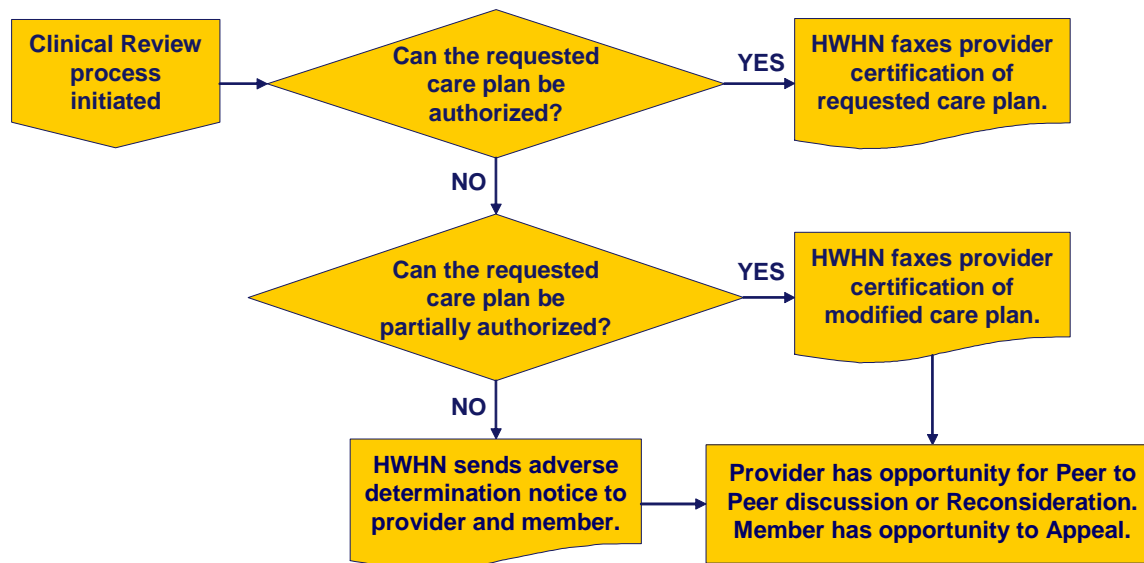 Clinical Review
process
initiated
Can the requested
care plan be
authorized?
YES
HWHN faxes provider
certification of
requested care plan.
NO
Can the requested
care plan be
partially authorized?
YES
HWHN faxes provider
certification of
modified care plan.
NO
HWHN sends adverse
determination notice to
provider and member.
Provider has opportunity for Peer to
Peer discussion or Reconsideration.
Member has opportunity to Appeal.